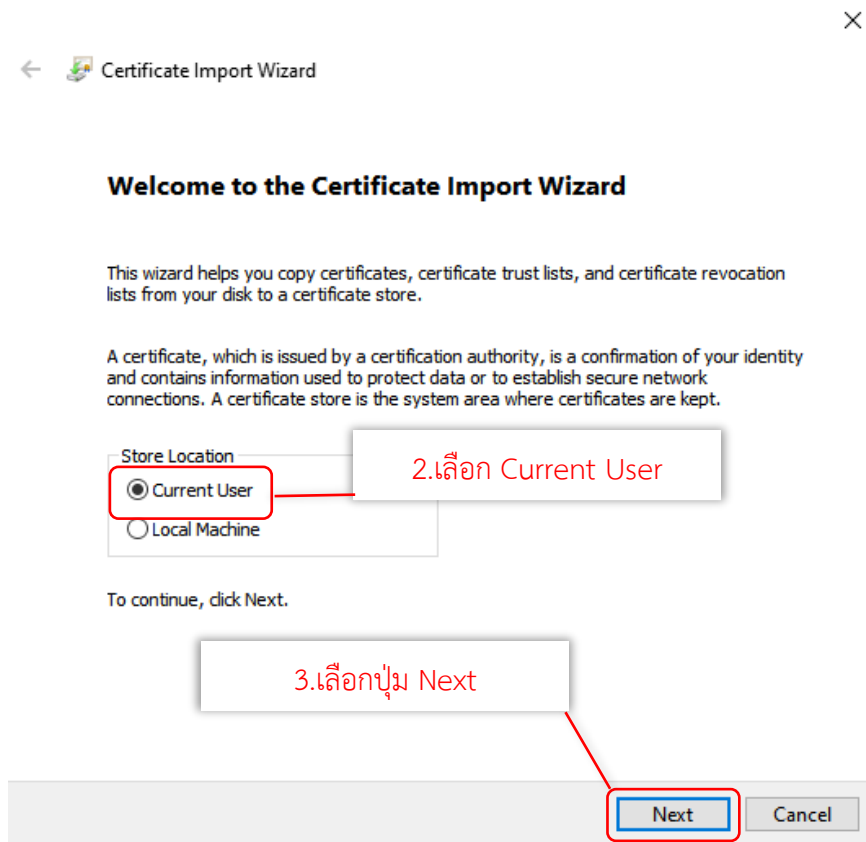 Certificate Import Wizard
Welcome to the Certificate Import Wizard
This wizard helps you copy certificates, certificate trust lists, and certificate revocation
lists from your disk to a certificate store.
A certificate, which is issued by a certification authority, is a confirmation of your identity
and contains information used to protect data or to establish secure network
connections. A certificate store is the system area where certificates are kept.
Store Location
2.เลือก Current User
Current User
Local Machine
To continue, click Next.
3.เลือกปุ่ม Next
Next
Cancel